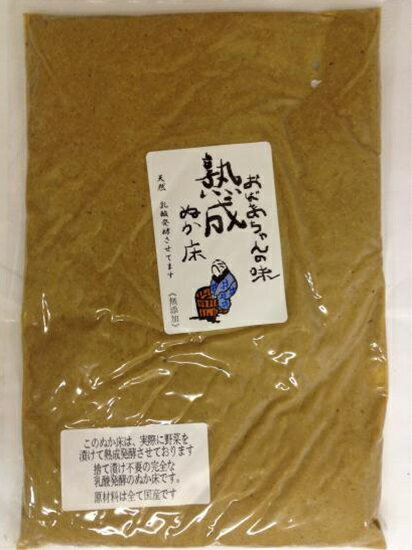 おばあちゃんの味
熟成
ぬか床
天然 乳酸発酵させてます
《無添加》
このぬか床は、実際に野菜を
漬けて熟成発酵させております
捨て漬け不要の完全な
乳酸発酵のぬか床です。
原材料は全て国産です